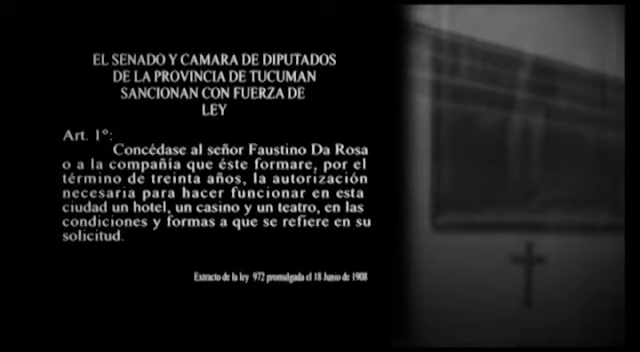 EL SENADO Y CAMARA DE DIPUTADOS
DE LA PROVINCIA DE TUCUMAN
SANCIONAN CON FUERZA DE
LEY
Art. 1º:
Concédase al señor Faustino Da Rosa
o a la compañía que éste formare, por el
término de treinta años, la autorización
necesaria para hacer funcionar en esta
ciudad un hotel, un casino y un teatro, en las
condiciones y formas a que se refiere en su
solicitud.
Extracto de la ley 972 promulgada el 18 Junio de 1908